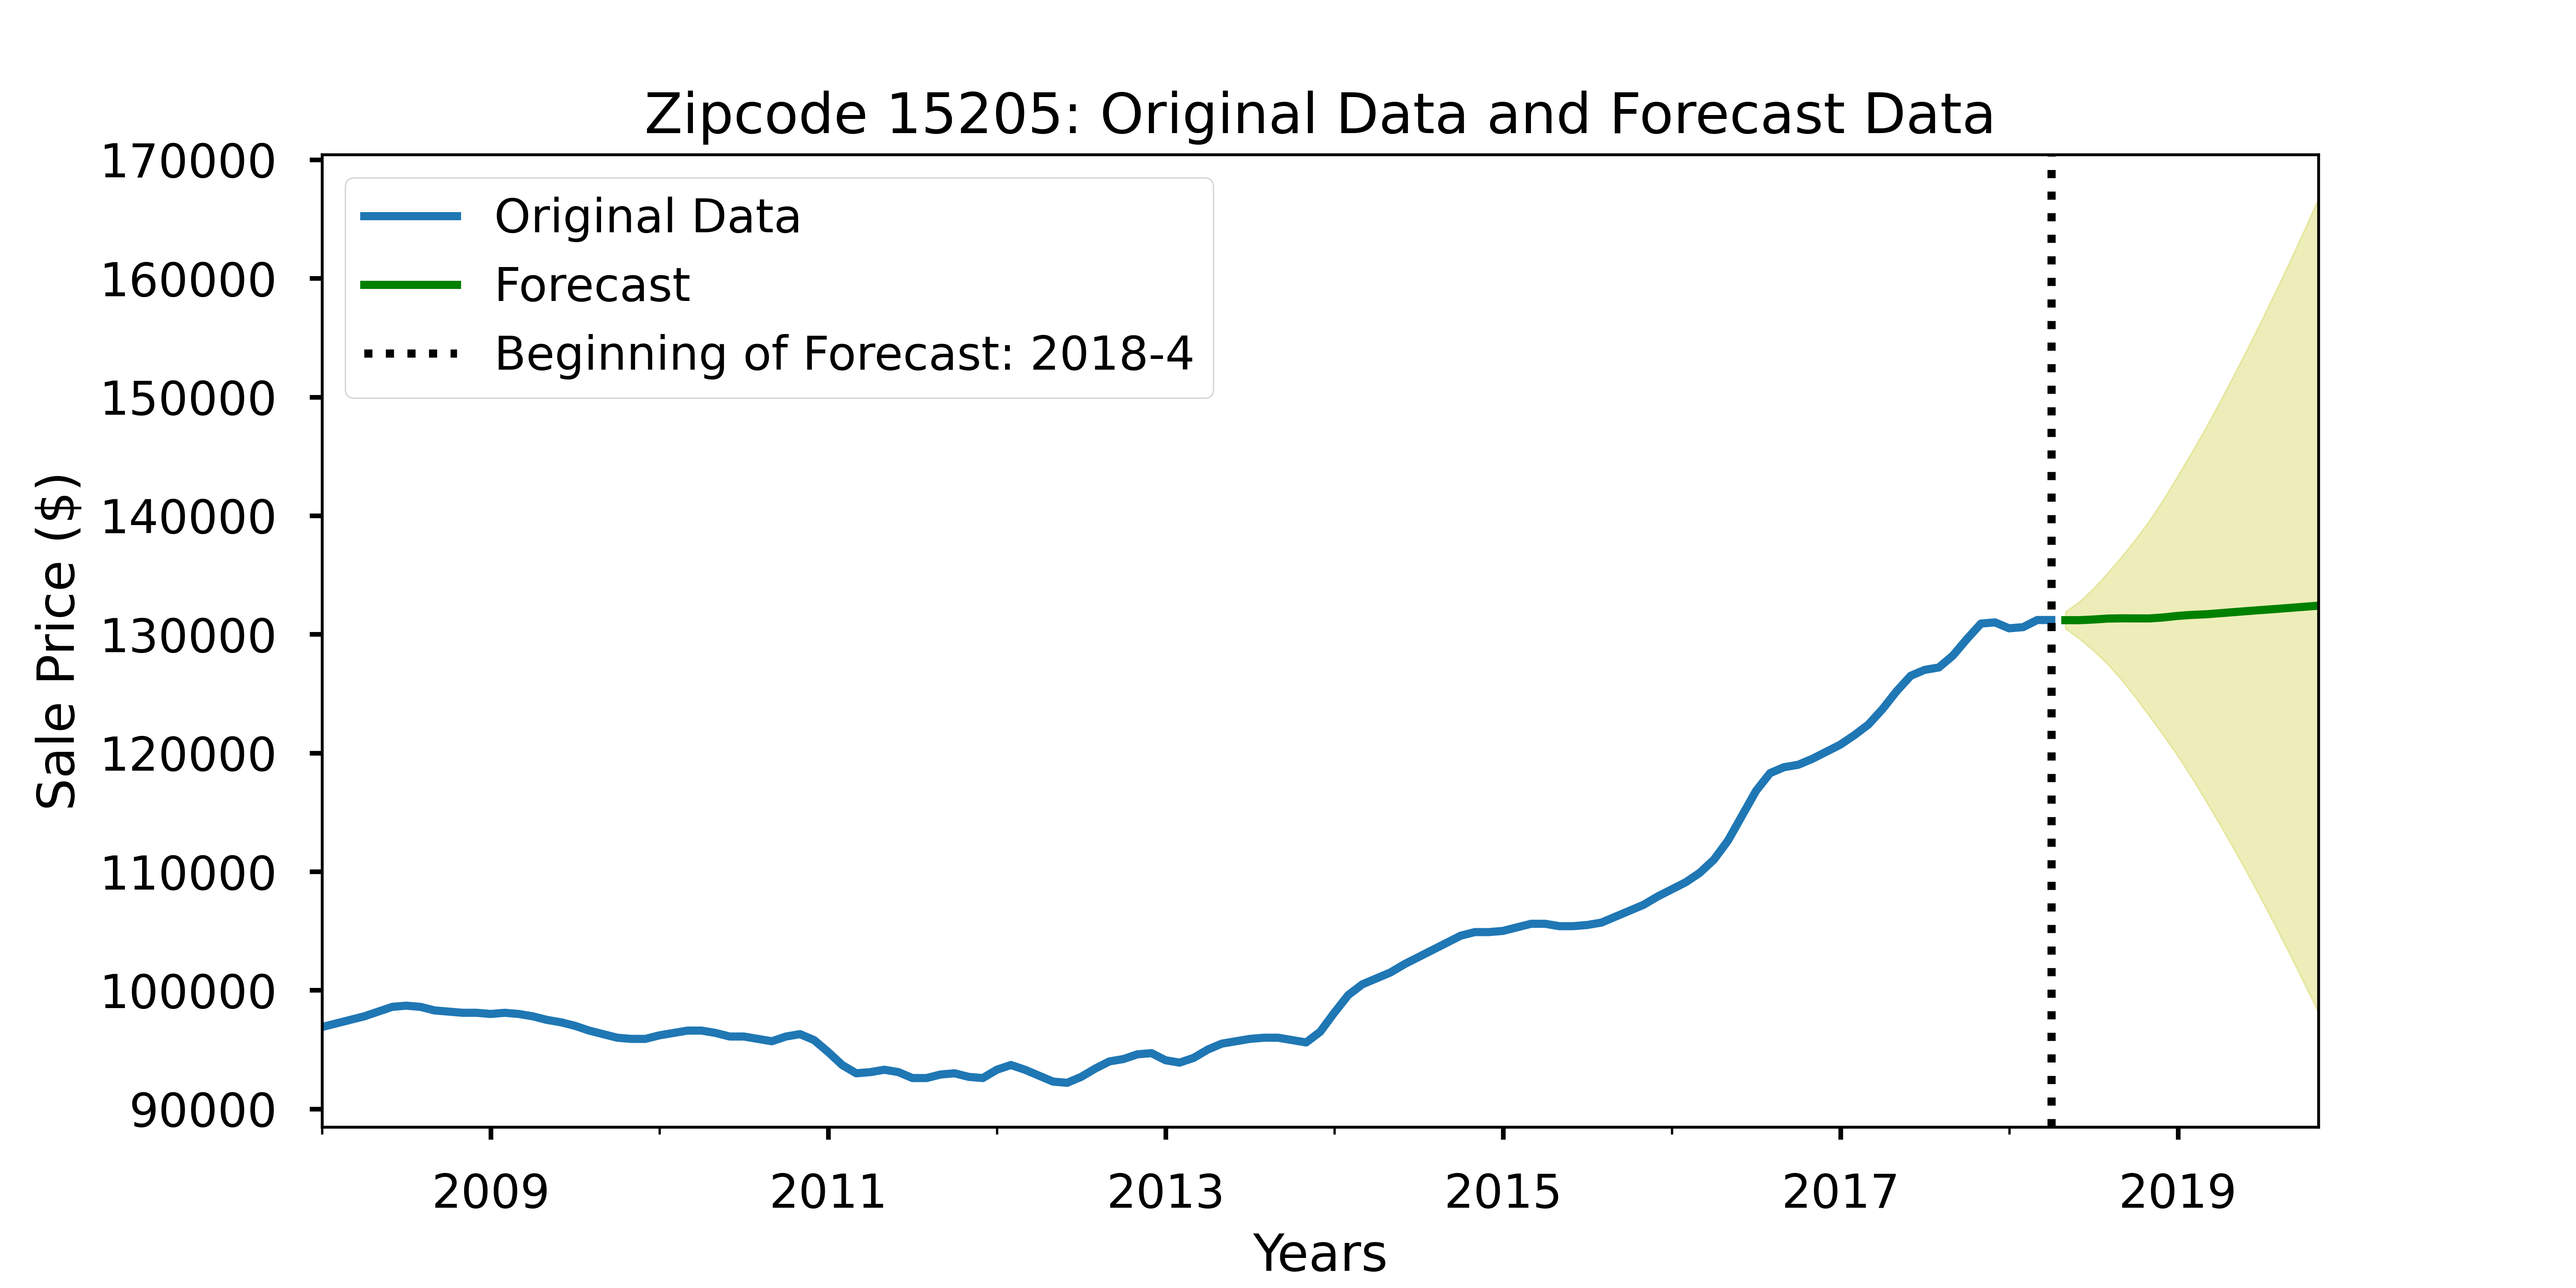 Zipcode 15205: Original Data and Forecast Data
170000
160000
150000
140000
130000
120000
110000
100000
90000
Sale Price ($)
Original Data
Forecast
Beginning of Forecast: 2018-4
2009 2011 2013 2015 2017 2019
Years